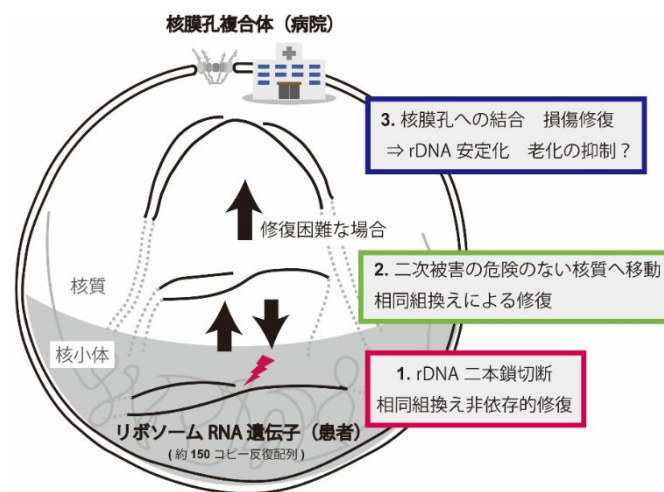 核膜孔複合体（病院）
3. 核膜孔への結合　損傷修復
⇒ rDNA 安定化　老化の抑制？
修復困難な場合
核質
2. 二次被害の危険のない核質へ移動
相同組換えによる修復
核小体
1. rDNA 二本鎖切断
相同組換え非依存的修復
リボソーム RNA 遺伝子（患者）
( 約 150 コピー反復配列 )